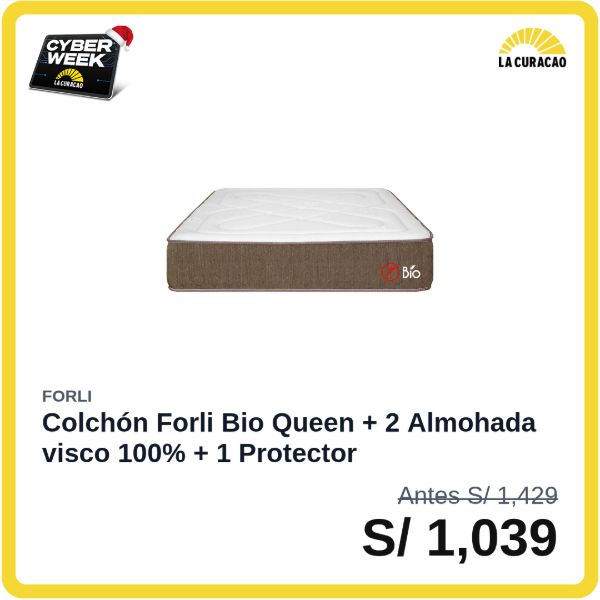 CYBER
WEEK
LA CURACAO
LA CURACAO
Bio
FORLI
Colchón Forli Bio Queen + 2 Almohada
visco 100% + 1 Protector
Antes S/ 1,429
S/ 1,039